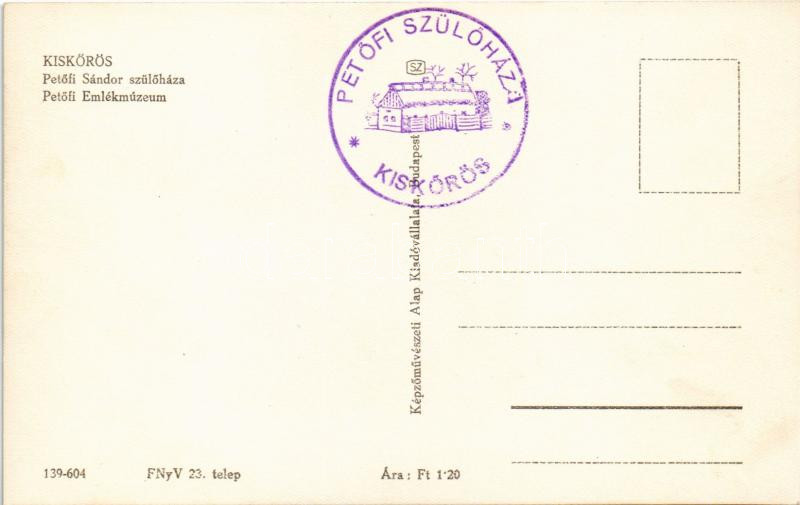 KISKŐRÖS
Petőfi Sándor szülőháza
Petőfi Emlékmúzeum
PETŐFI SZÜLŐHÁZA
SZ
* KISKŐRÖS *
Képzőművészeti Alap Kiadóvállalata, Budapest
139-604 FNyV 23. telep Ára : Ft 1·20